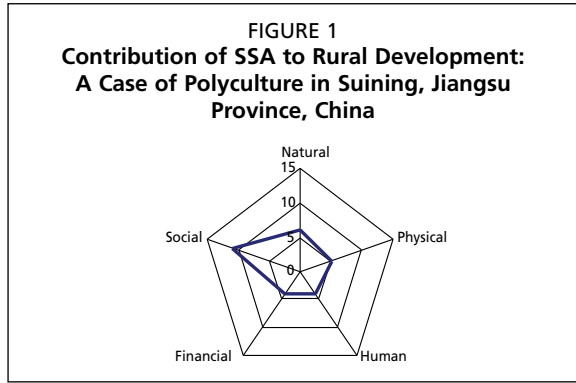 FIGURE 1
Contribution of SSA to Rural Development:
A Case of Polyculture in Suining, Jiangsu
Province, China
Natural
15
10
Social
Physical
5
0
Financial
Human